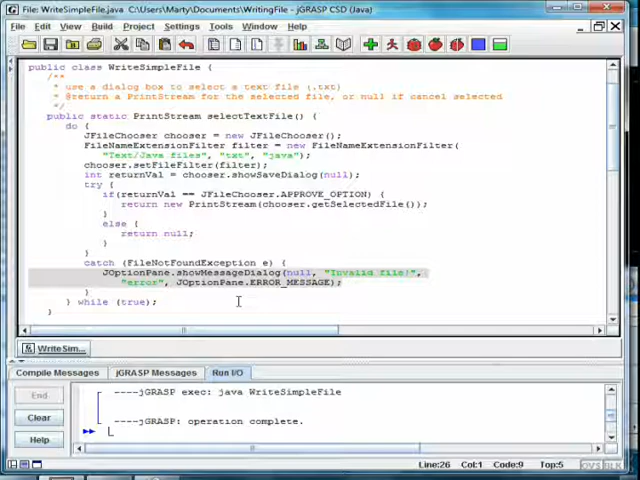 File: WriteSimpleFile.java C:\Users\Marty\Documents\WritingFile - jGRASP CSD (Java)
File Edit View Build Project Settings Tools Window Help
public class WriteSimpleFile {
/**
* use a dialog box to select a text file (.txt)
* @return a PrintStream for the selected file, or null if cancel selected
*/
public static PrintStream selectTextFile() {
do {
JFileChooser chooser = new JFileChooser();
FileNameExtensionFilter filter = new FileNameExtensionFilter(
"Text/Java files", "txt", "java");
chooser.setFileFilter(filter);
int returnVal = chooser.showSaveDialog(null);
try {
if(returnVal == JFileChooser.APPROVE_OPTION) {
return new PrintStream(chooser.getSelectedFile());
}
else {
return null;
}
}
catch (FileNotFoundException e) {
JOptionPane.showMessageDialog(null, "Invalid file!",
"error", JOptionPane.ERROR_MESSAGE);
}
} while (true);
}
WriteSim...
Compile Messages jGRASP Messages Run I/O
End
Clear
Help
----jGRASP exec: java WriteSimpleFile
----jGRASP: operation complete.
Line:26 Col:1 Code:9 Top:5 OVS BLK